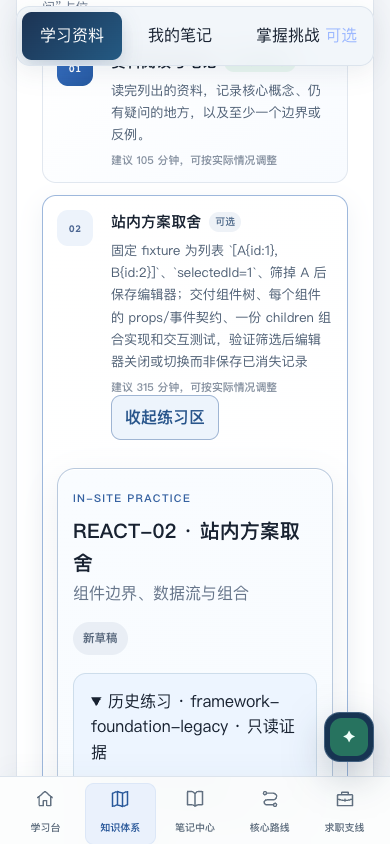 间”占位。
学习资料
我的笔记
掌握挑战 可选
01
读完列出的资料，记录核心概念、仍
有疑问的地方，以及至少一个边界或
反例。
建议 105 分钟，可按实际情况调整
02
站内方案取舍 可选
固定 fixture 为列表 `[A{id:1},
B{id:2}]`、`selectedId=1`、筛掉 A 后
保存编辑器；交付组件树、每个组件
的 props/事件契约、一份 children 组
合实现和交互测试，验证筛选后编辑
器关闭或切换而非保存已消失记录
建议 315 分钟，可按实际情况调整
收起练习区
IN-SITE PRACTICE
REACT-02 · 站内方案取
舍
组件边界、数据流与组合
新草稿
▼ 历史练习 · framework-
foundation-legacy · 只读证
据
学习台
知识体系
笔记中心
核心路线
求职支线